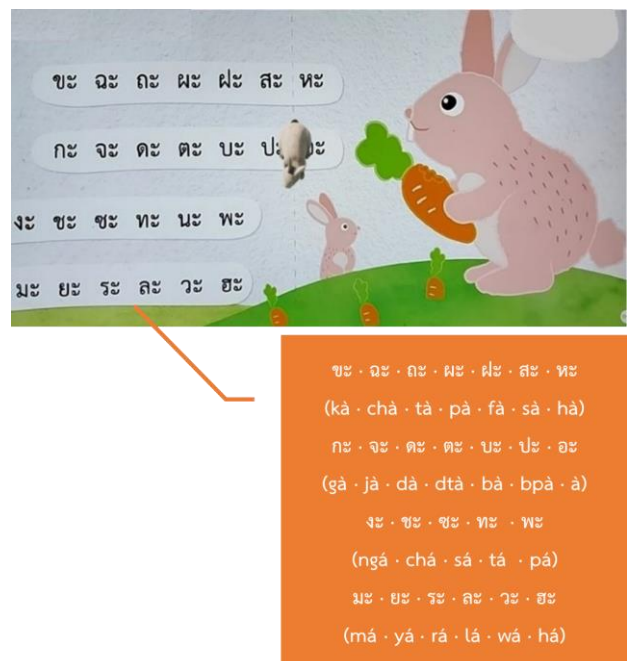 ขะ ฉะ ถะ ผะ ฝะ สะ หะ
กะ จะ ดะ ตะ บะ
งะ ชะ ซะ ทะ นะ พะ
มะ ยะ ระ ละ วะ ฮะ
ขะ · ฉะ · ถะ · ผะ · ฝะ · สะ · หะ
(kà · chà · tà · pà · fà · sà · hà)
กะ · จะ · ดะ · ตะ · บะ · ปะ · อะ
(gà · jà · dà · dtà · bà · bpà · à)
งะ · ชะ · ซะ · ทะ · พะ
(ngá · chá · sá · tá · pá)
มะ · ยะ · ระ · ละ · วะ · ฮะ
(má · yá · rá · lá · wá · há)